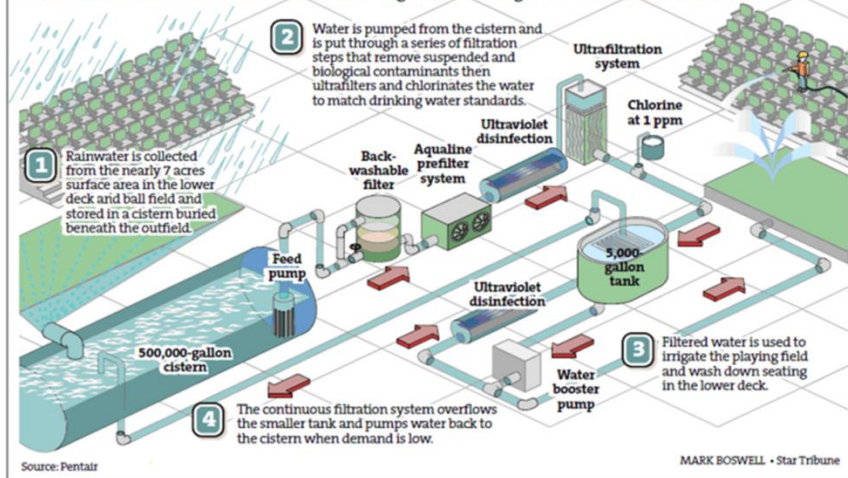 1
Rainwater is collected
from the nearly 7 acres
surface area in the lower
deck and ball field and
stored in a cistern buried
beneath the outfield.
2
Water is pumped from the cistern and
is put through a series of filtration
steps that remove suspended and
biological contaminants then
ultrafilters and chlorinates the water
to match drinking water standards.
Ultrafiltration
system
Chlorine
at 1 ppm
Ultraviolet
disinfection
Aqualine
prefilter
system
Back-
washable
filter
Feed
pump
500,000-gallon
cistern
5,000-
gallon
tank
Ultraviolet
disinfection
Water
booster
pump
3
Filtered water is used to
irrigate the playing field
and wash down seating
in the lower deck.
4
The continuous filtration system overflows
the smaller tank and pumps water back to
the cistern when demand is low.
Source: Pentair
MARK BOSWELL • Star Tribune